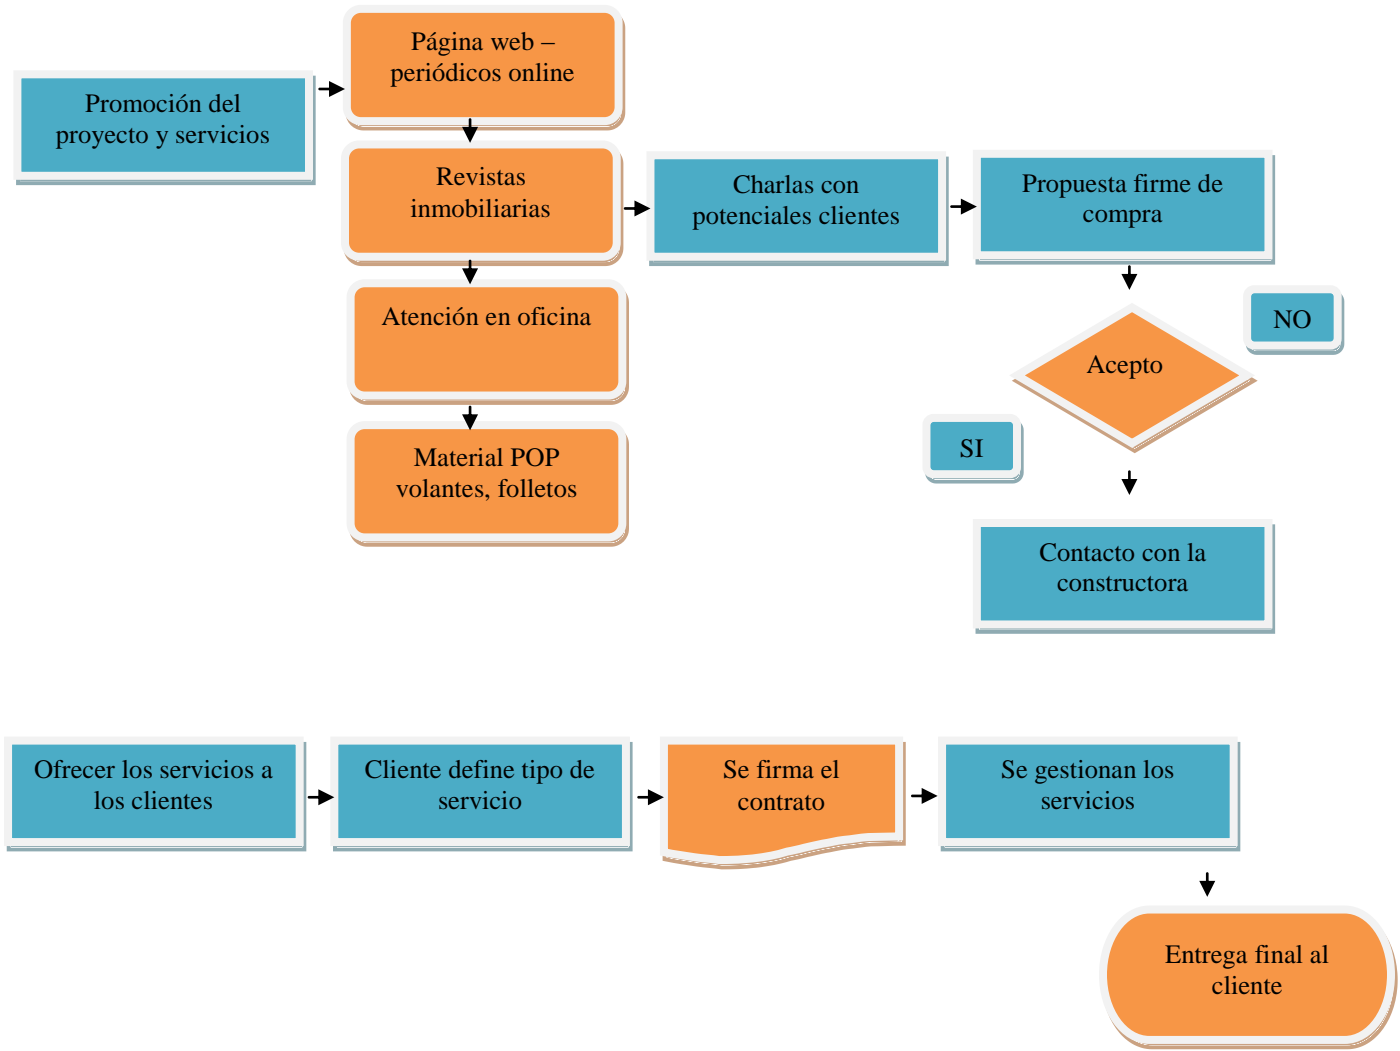 Página web –
periódicos online
Promoción del
proyecto y servicios
Revistas
inmobiliarias
Charlas con
potenciales clientes
Propuesta firme de
compra
Atención en oficina
NO
Acepto
SI
Material POP
volantes, folletos
Contacto con la
constructora
Ofrecer los servicios a
los clientes
Cliente define tipo de
servicio
Se firma el
contrato
Se gestionan los
servicios
Entrega final al
cliente